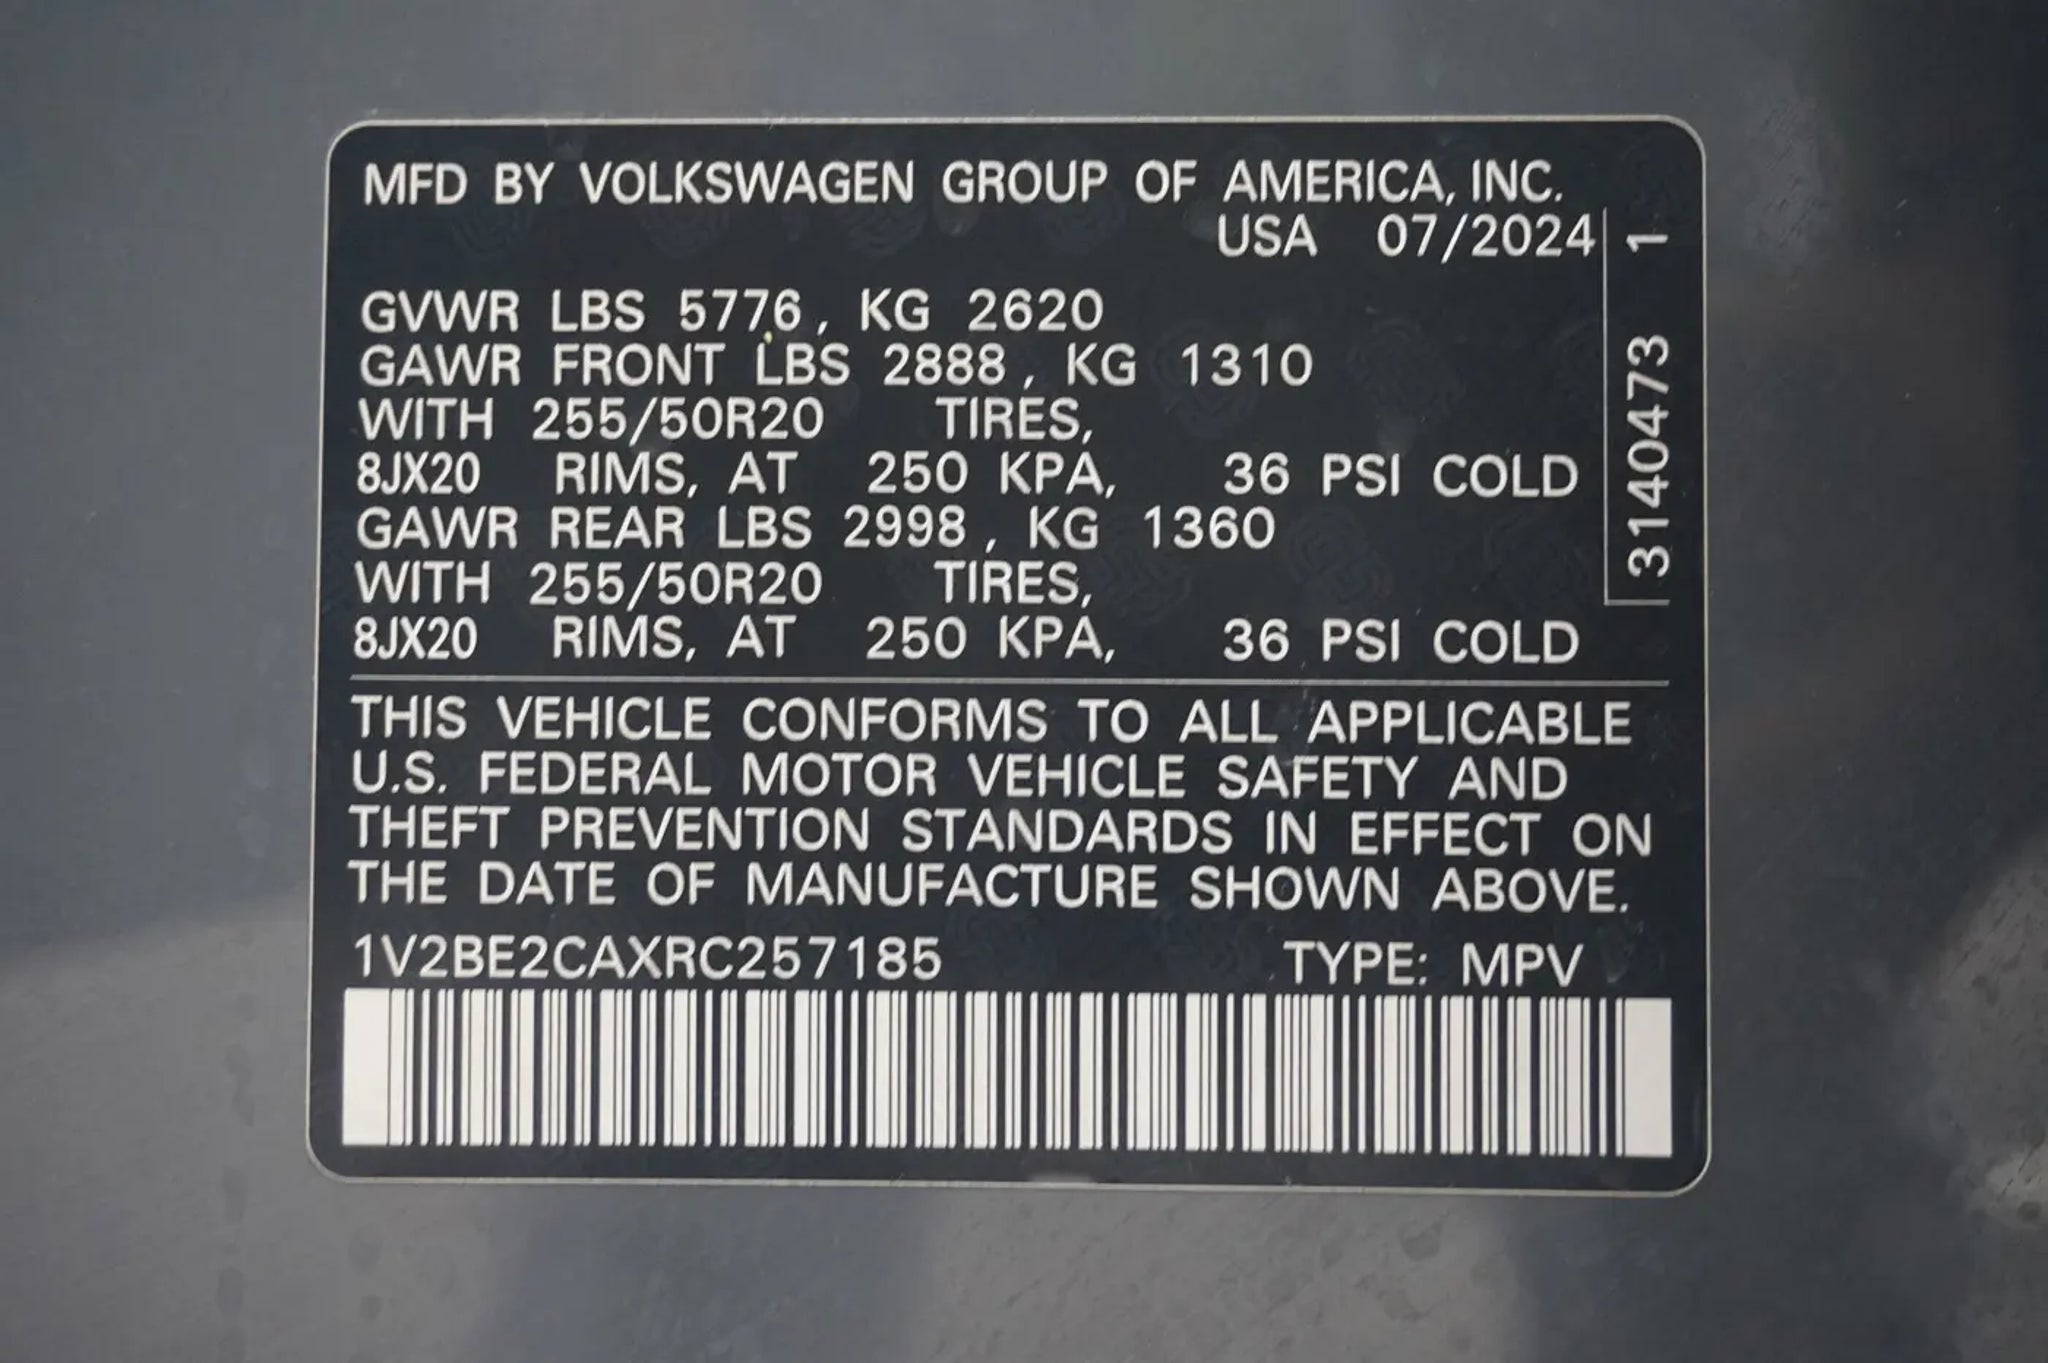 MFD BY VOLKSWAGEN GROUP OF AMERICA, INC.
USA 07/2024
GVWR LBS 5776, KG 2620
GAWR FRONT LBS 2888, KG 1310
WITH 255/50R20 TIRES,
8JX20 RIMS, AT 250 KPA, 36 PSI COLD
GAWR REAR LBS 2998, KG 1360
WITH 255/50R20 TIRES,
8JX20 RIMS, AT 250 KPA, 36 PSI COLD
3140473 1
THIS VEHICLE CONFORMS TO ALL APPLICABLE
U.S. FEDERAL MOTOR VEHICLE SAFETY AND
THEFT PREVENTION STANDARDS IN EFFECT ON
THE DATE OF MANUFACTURE SHOWN ABOVE.
1V2BE2CAXRC257185 TYPE: MPV